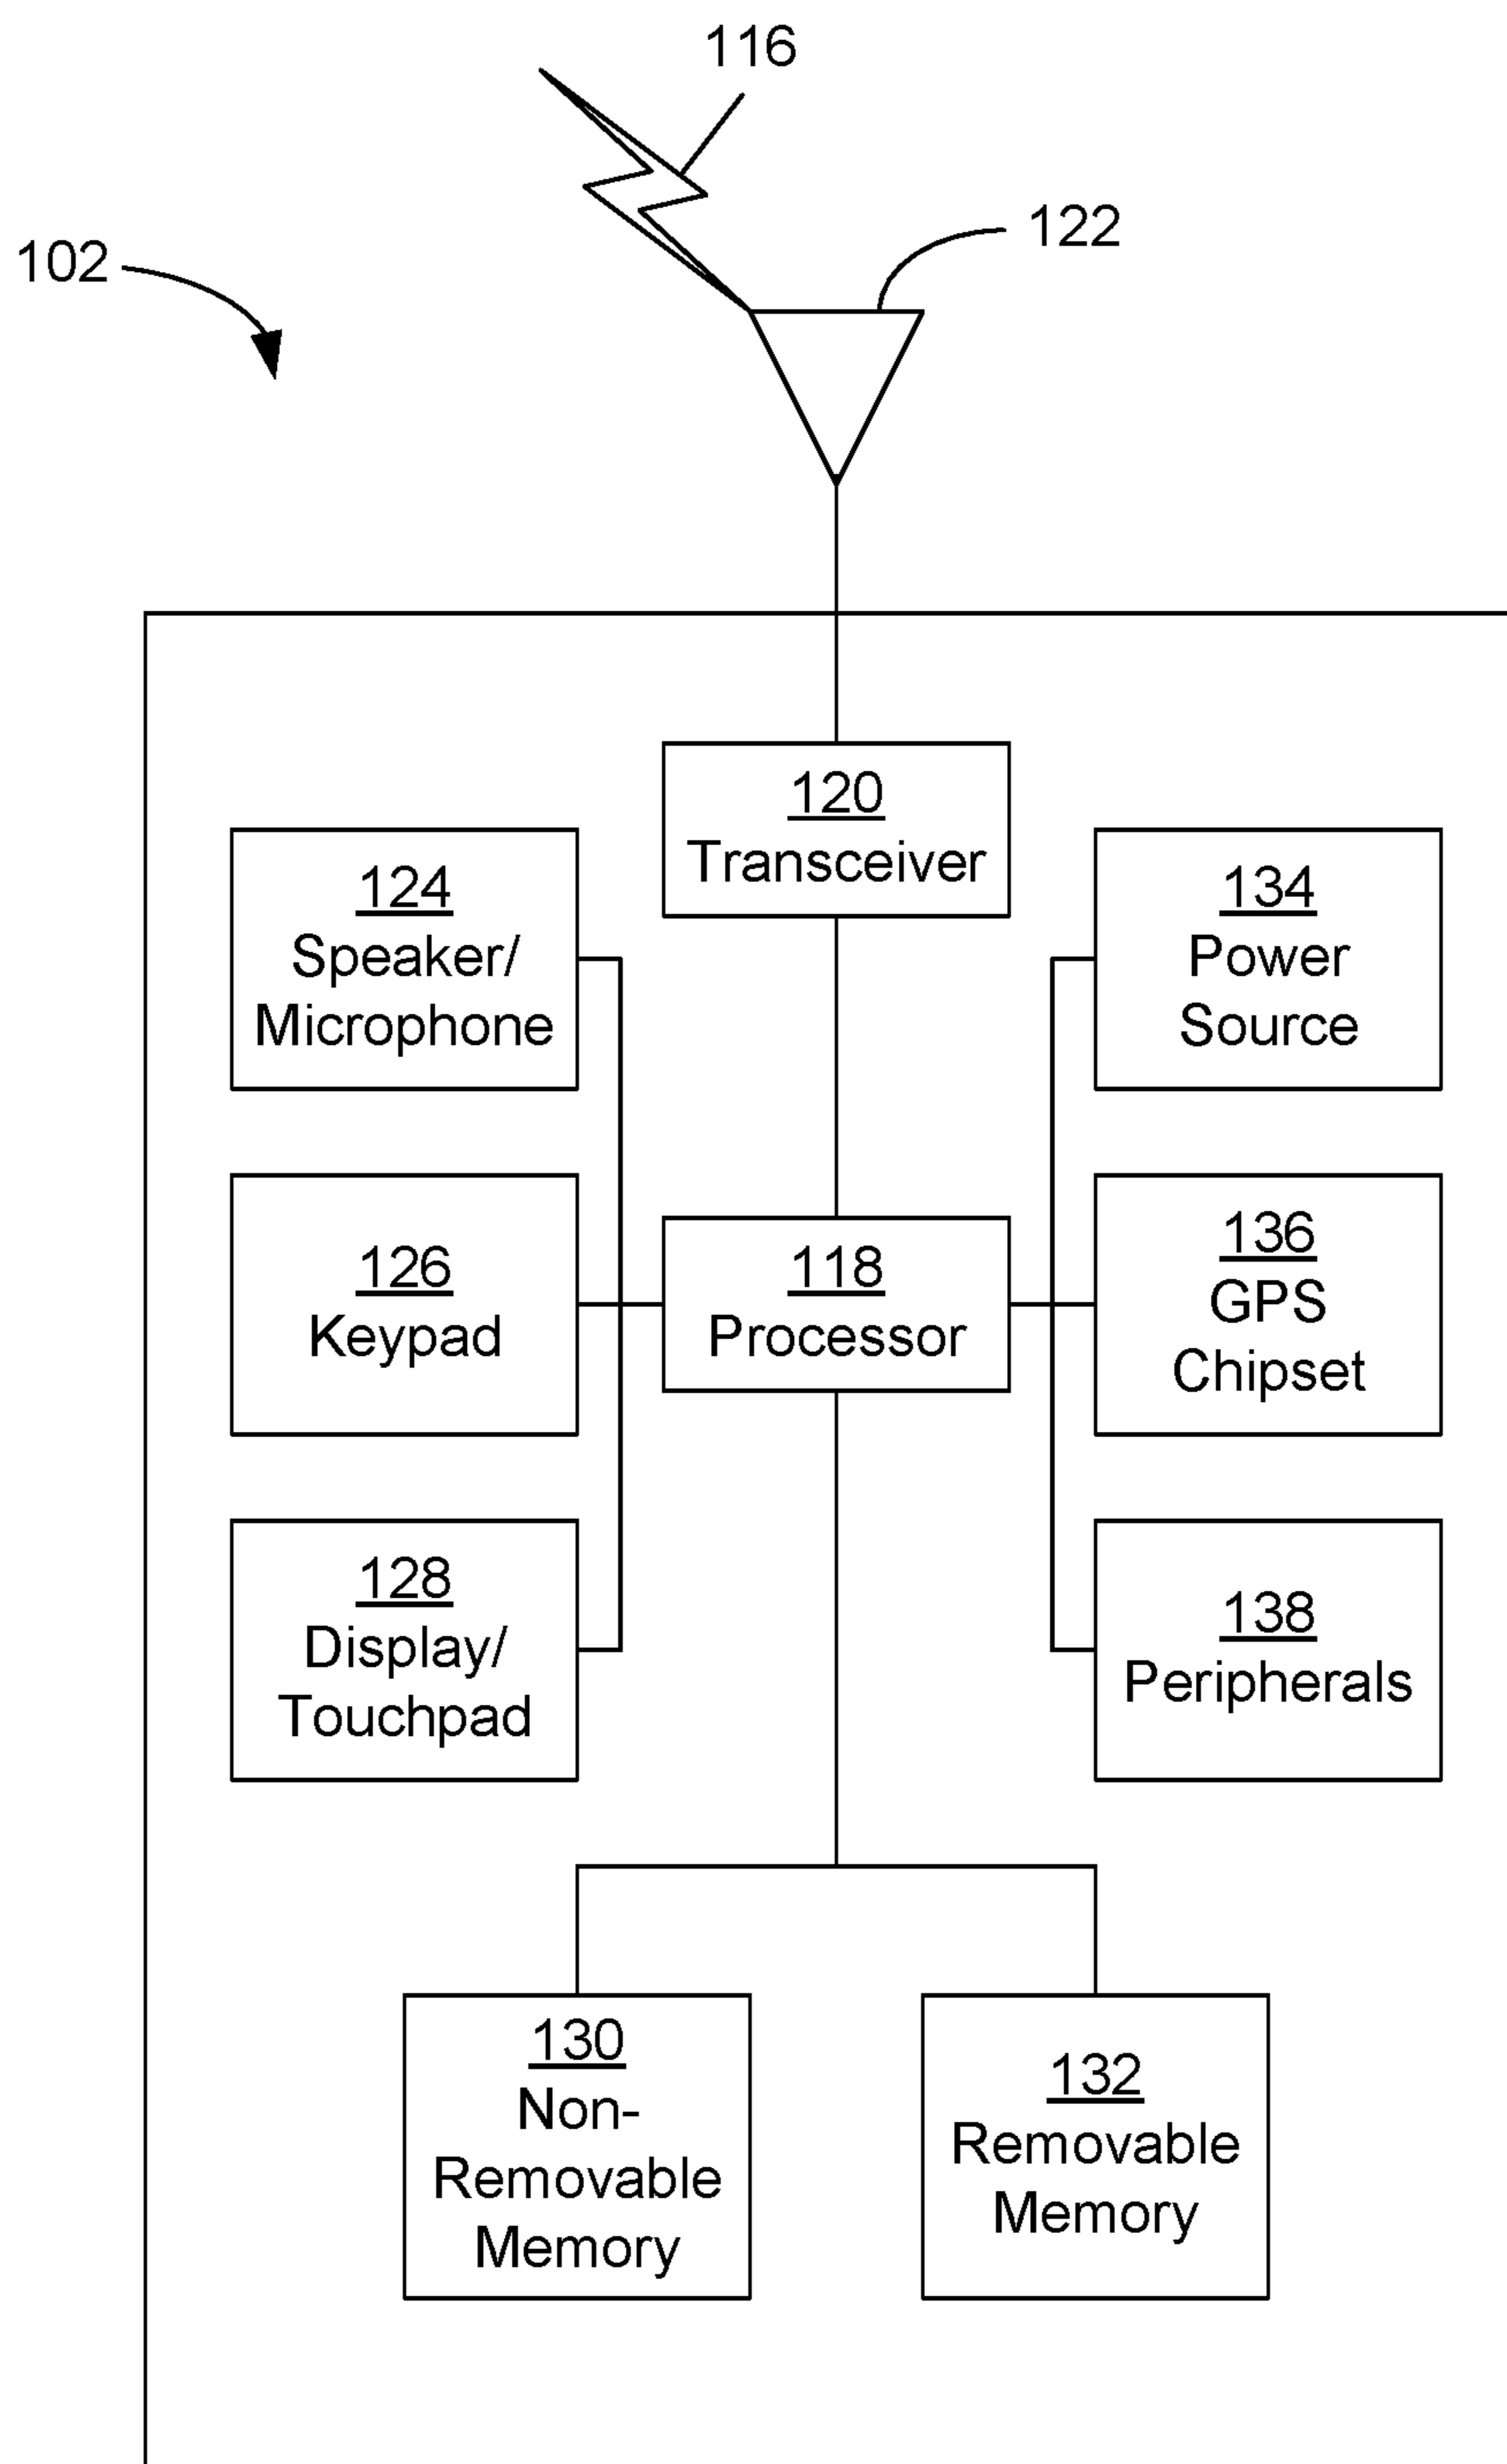 116
122
102
120
Transceiver
124
Speaker/
Microphone
134
Power
Source
126
Keypad
118
Processor
136
GPS
Chipset
128
Display/
Touchpad
138
Peripherals
130
Non-
Removable
Memory
132
Removable
Memory